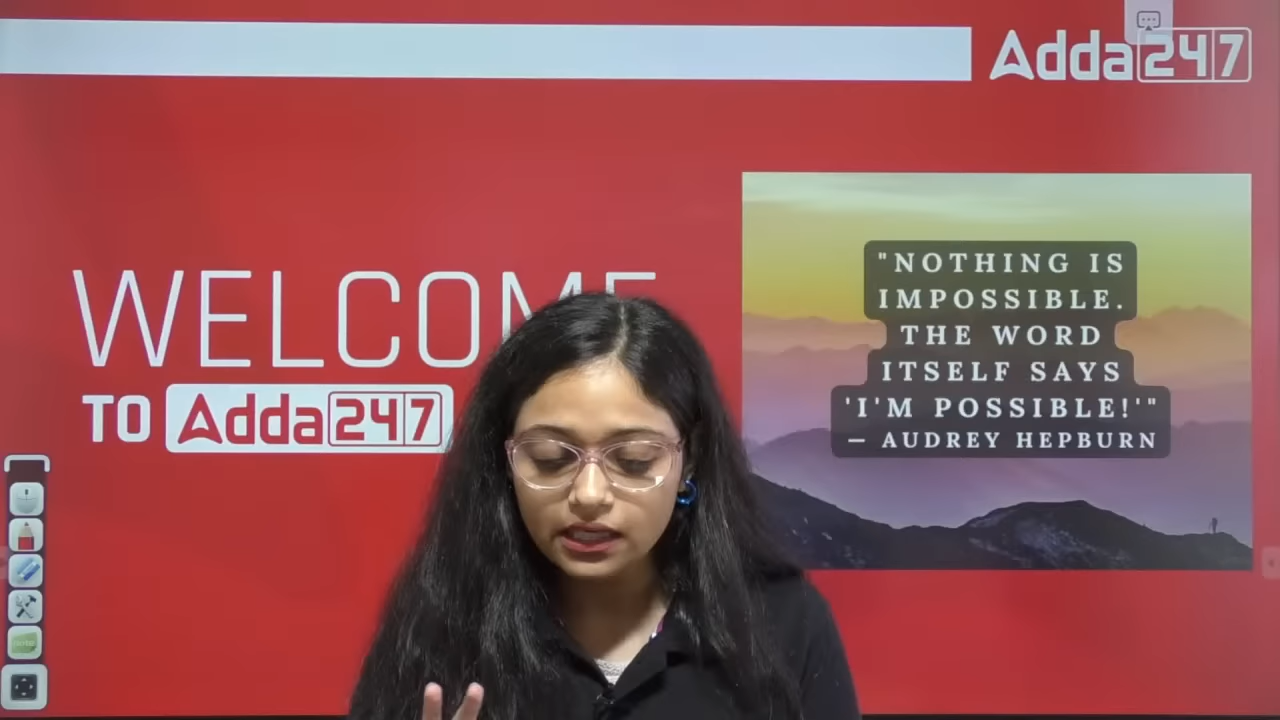 Adda247
WELCOME
TO Adda247
"NOTHING IS
IMPOSSIBLE.
THE WORD
ITSELF SAYS
'I'M POSSIBLE!'"
— AUDREY HEPBURN